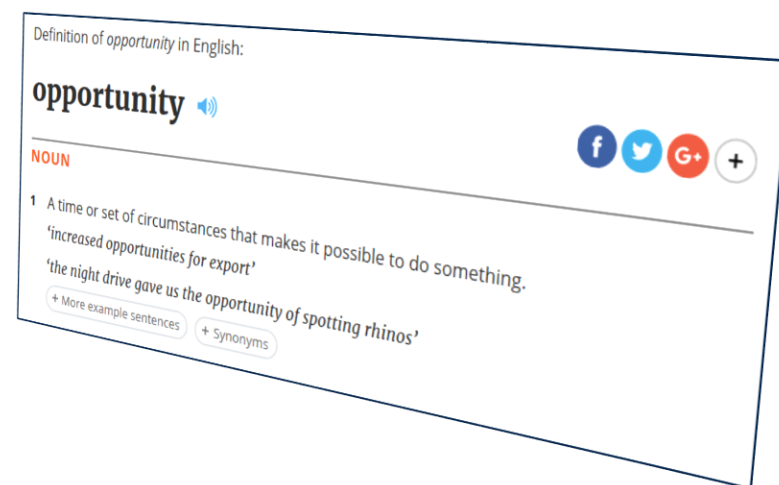 Definition of opportunity in English:
opportunity
f G+ +
NOUN
1 A time or set of circumstances that makes it possible to do something.
‘increased opportunities for export’
‘the night drive gave us the opportunity of spotting rhinos’
+ More example sentences + Synonyms